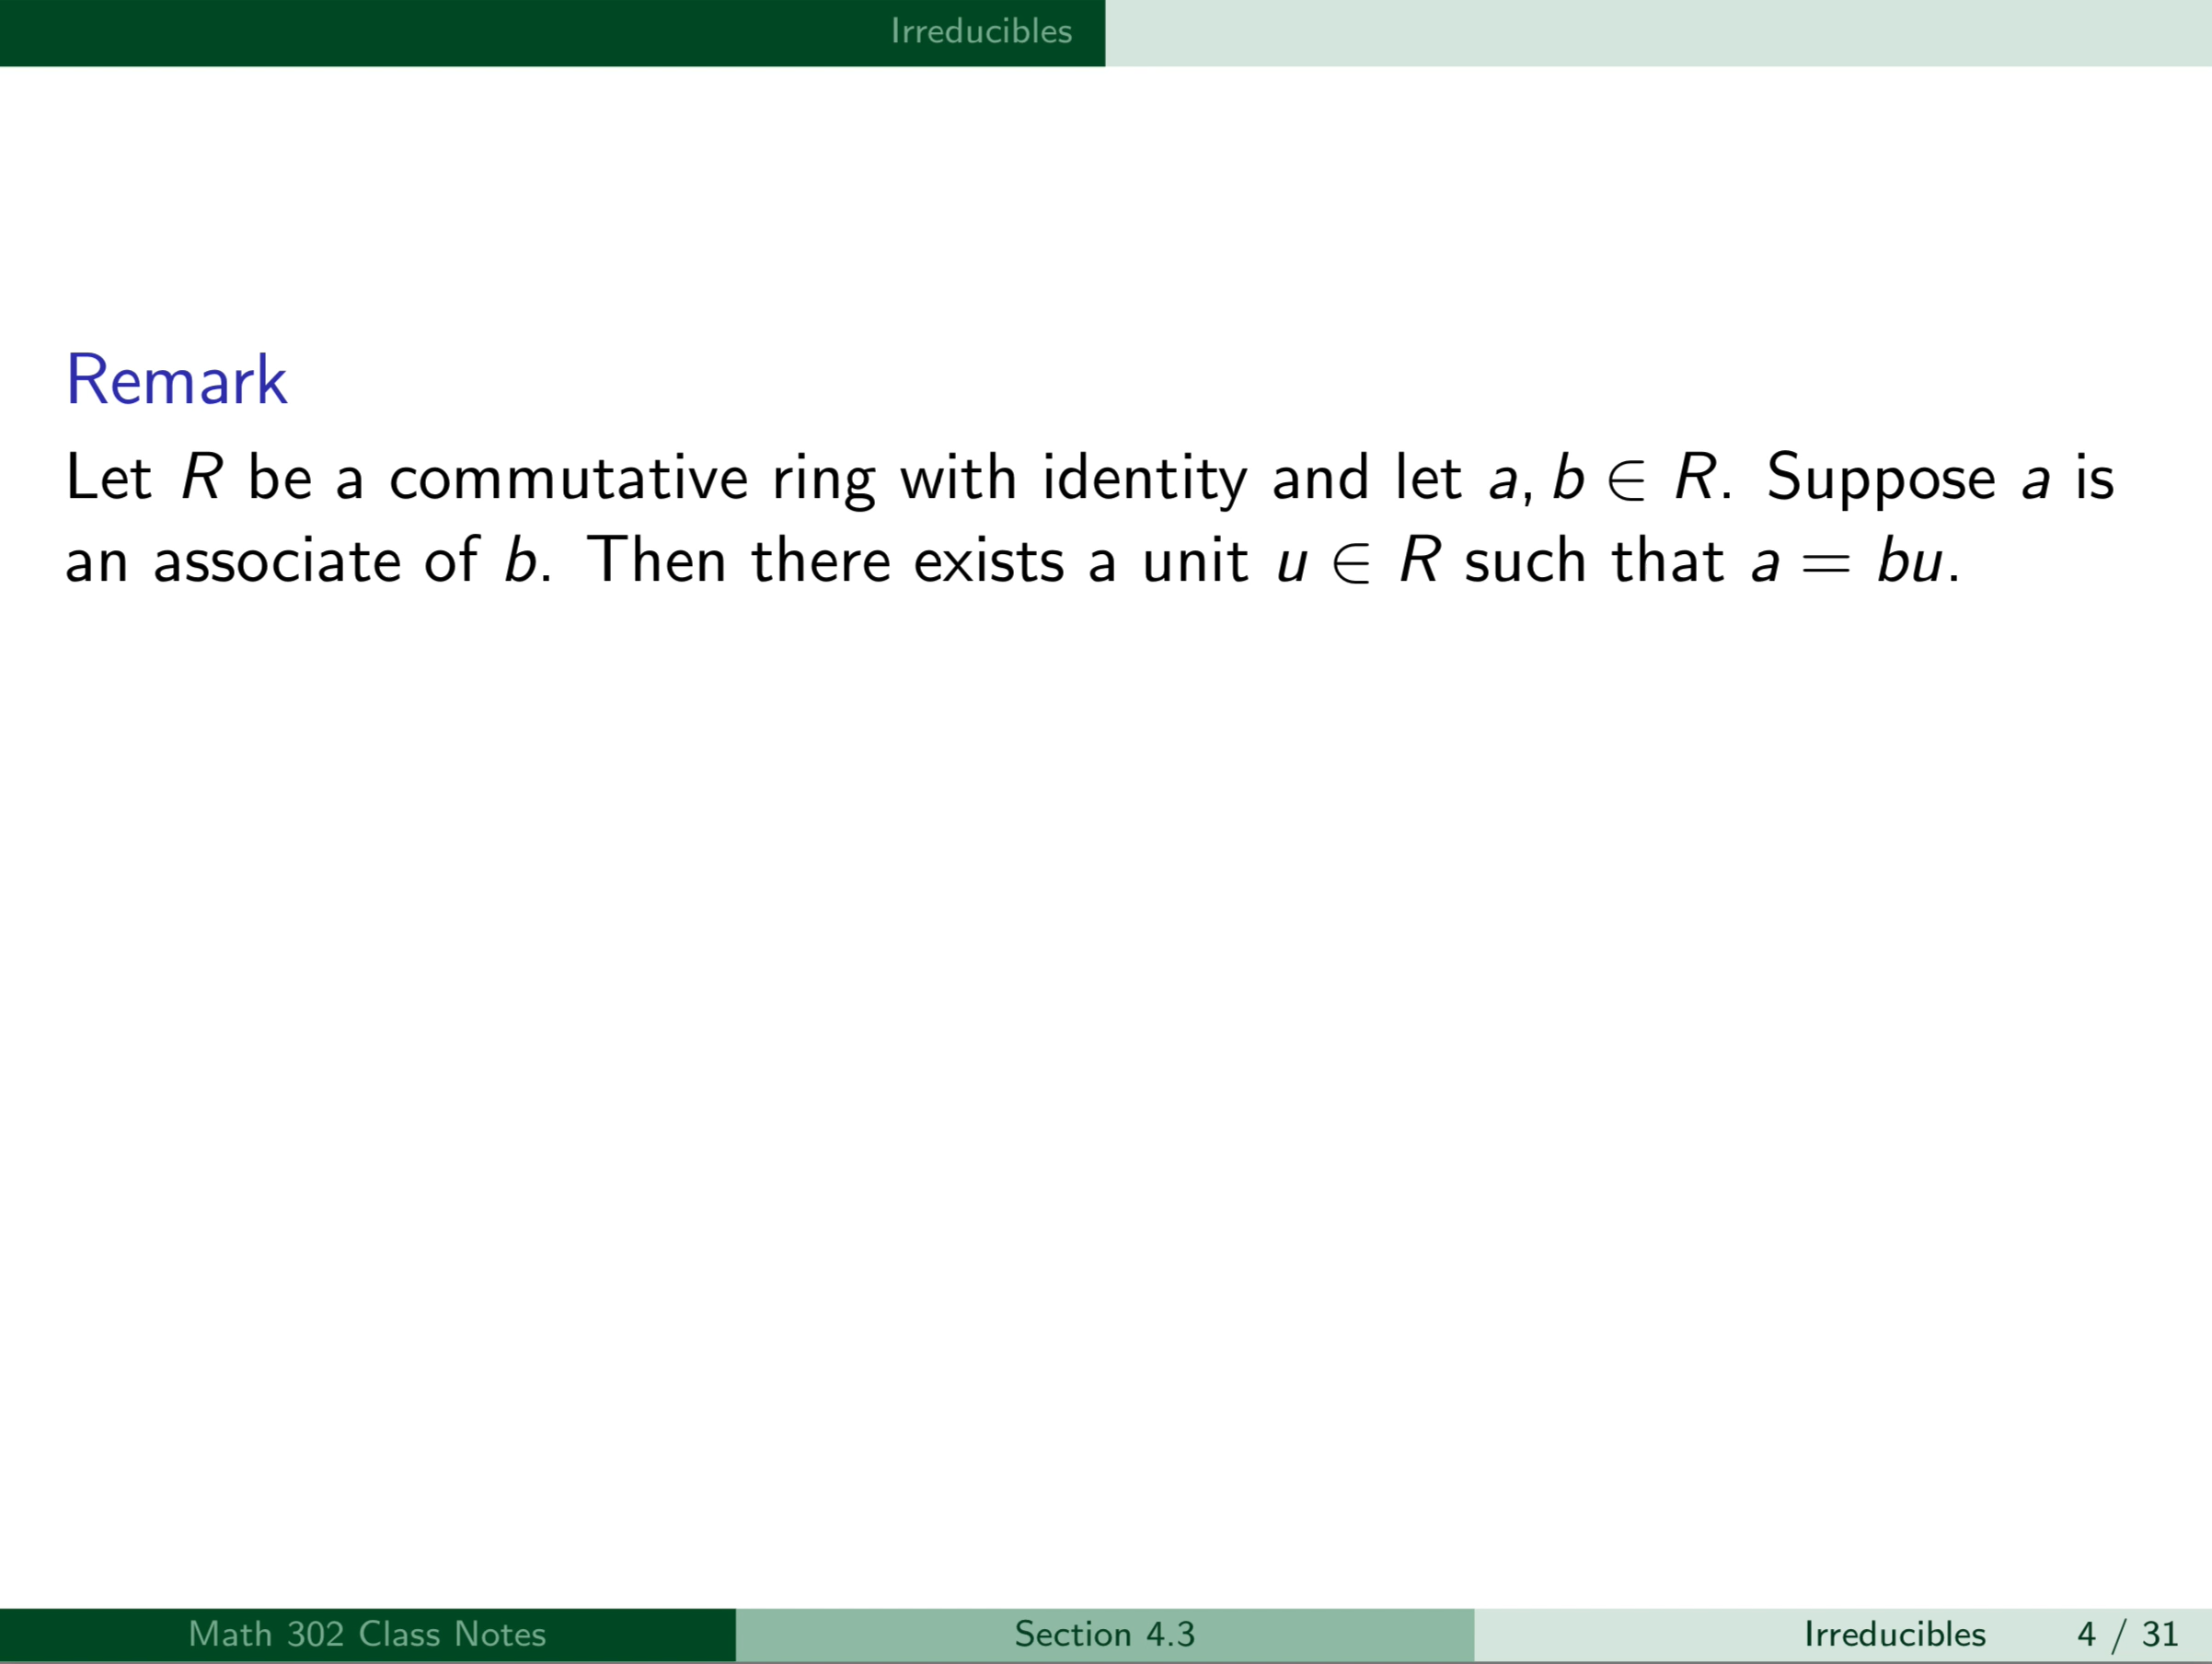 Irreducibles
Remark
Let R be a commutative ring with identity and let a, b ∈ R. Suppose a is
an associate of b. Then there exists a unit u ∈ R such that a = bu.
Math 302 Class Notes
Section 4.3
Irreducibles
4 / 31